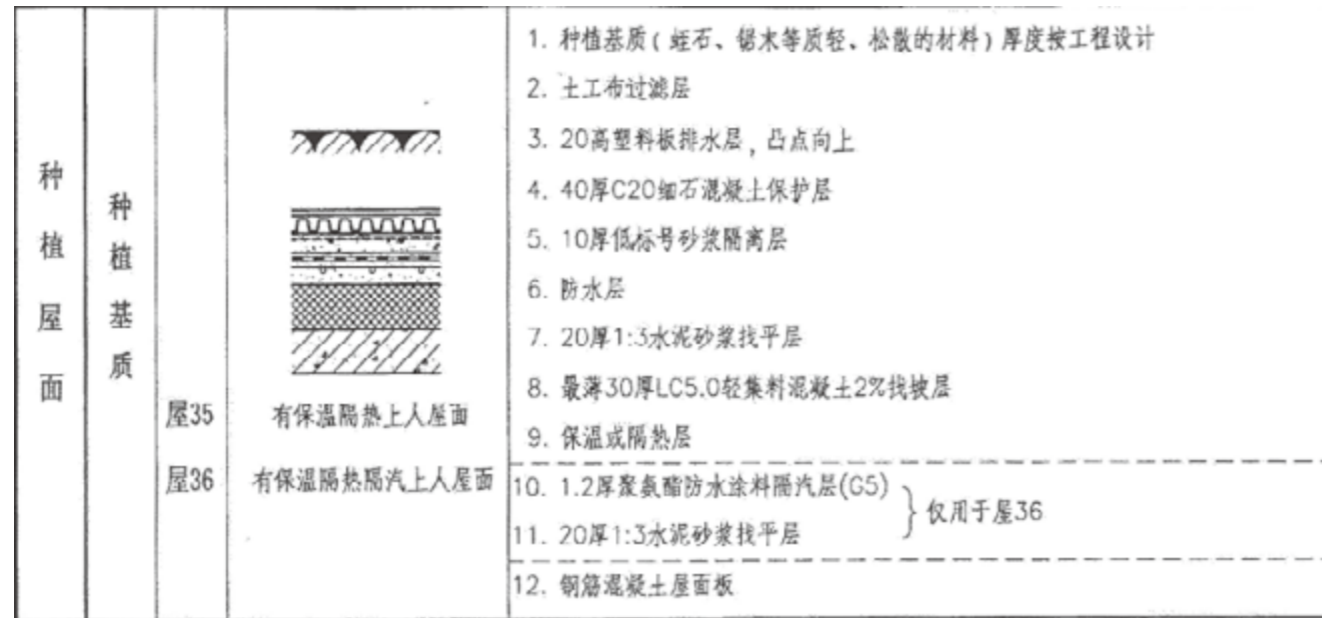 种植屋面
种植基质
屋35
有保温隔热上人屋面
屋36
有保温隔热隔汽上人屋面
1. 种植基质(蛭石、锯末等质轻、松散的材料)厚度按工程设计
2. 土工布过滤层
3. 20高塑料板排水层,凸点向上
4. 40厚C20细石混凝土保护层
5. 10厚低标号砂浆隔离层
6. 防水层
7. 20厚1:3水泥砂浆找平层
8. 最薄30厚LC5.0轻集料混凝土2%找坡层
9. 保温或隔热层
10. 1.2厚聚氨酯防水涂料隔汽层(G5)
11. 20厚1:3水泥砂浆找平层
仅用于屋36
12. 钢筋混凝土屋面板